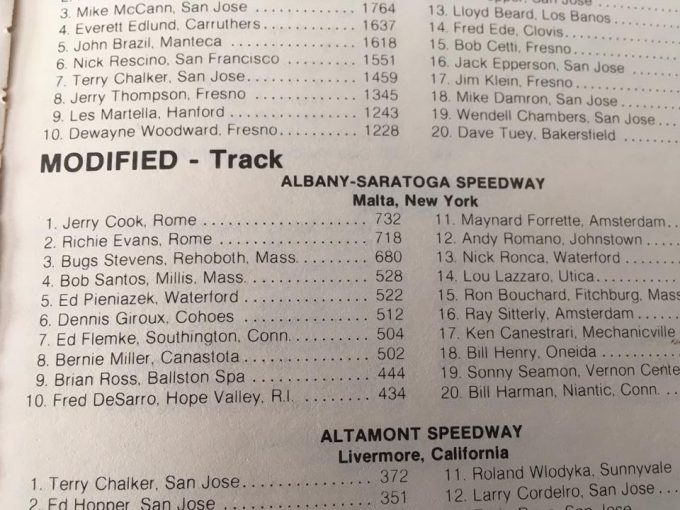 3. Mike McCann, San Jose ............ 1764
4. Everett Edlund, Carruthers ....... 1637
5. John Brazil, Manteca ............. 1618
6. Nick Rescino, San Francisco ...... 1551
7. Terry Chalker, San Jose. ......... 1459
8. Jerry Thompson, Fresno ........... 1345
9. Les Martella, Hanford ............ 1243
10. Dewayne Woodward, Fresno ........ 1228
13. Lloyd Beard, Los Banos
14. Fred Ede, Clovis
15. Bob Cetti, Fresno
16. Jack Epperson, San Jose
17. Jim Klein, Fresno
18. Mike Damron, San Jose
19. Wendell Chambers, San Jose
20. Dave Tuey, Bakersfield
MODIFIED - Track
ALBANY-SARATOGA SPEEDWAY
Malta, New York
1. Jerry Cook, Rome ................. 732
2. Richie Evans, Rome ............... 718
3. Bugs Stevens, Rehoboth, Mass. .... 680
4. Bob Santos, Millis, Mass. ........ 528
5. Ed Pieniazek, Waterford .......... 522
6. Dennis Giroux, Cohoes ............ 512
7. Ed Flemke, Southington, Conn. .... 504
8. Bernie Miller, Canastota ......... 502
9. Brian Ross, Ballston Spa ......... 444
10. Fred DeSarro, Hope Valley, R.I. . 434
11. Maynard Forrette, Amsterdam
12. Andy Romano, Johnstown
13. Nick Ronca, Waterford
14. Lou Lazzaro, Utica
15. Ron Bouchard, Fitchburg, Mass
16. Ray Sitterly, Amsterdam
17. Ken Canestrari, Mechanicville
18. Bill Henry, Oneida
19. Sonny Seamon, Vernon Cente
20. Bill Harman, Niantic, Conn.
ALTAMONT SPEEDWAY
Livermore, California
1. Terry Chalker, San Jose .......... 372
2. Ed Hopper, San Jose .............. 351
11. Roland Wlodyka, Sunnyvale
12. Larry Cordelro, San Jose